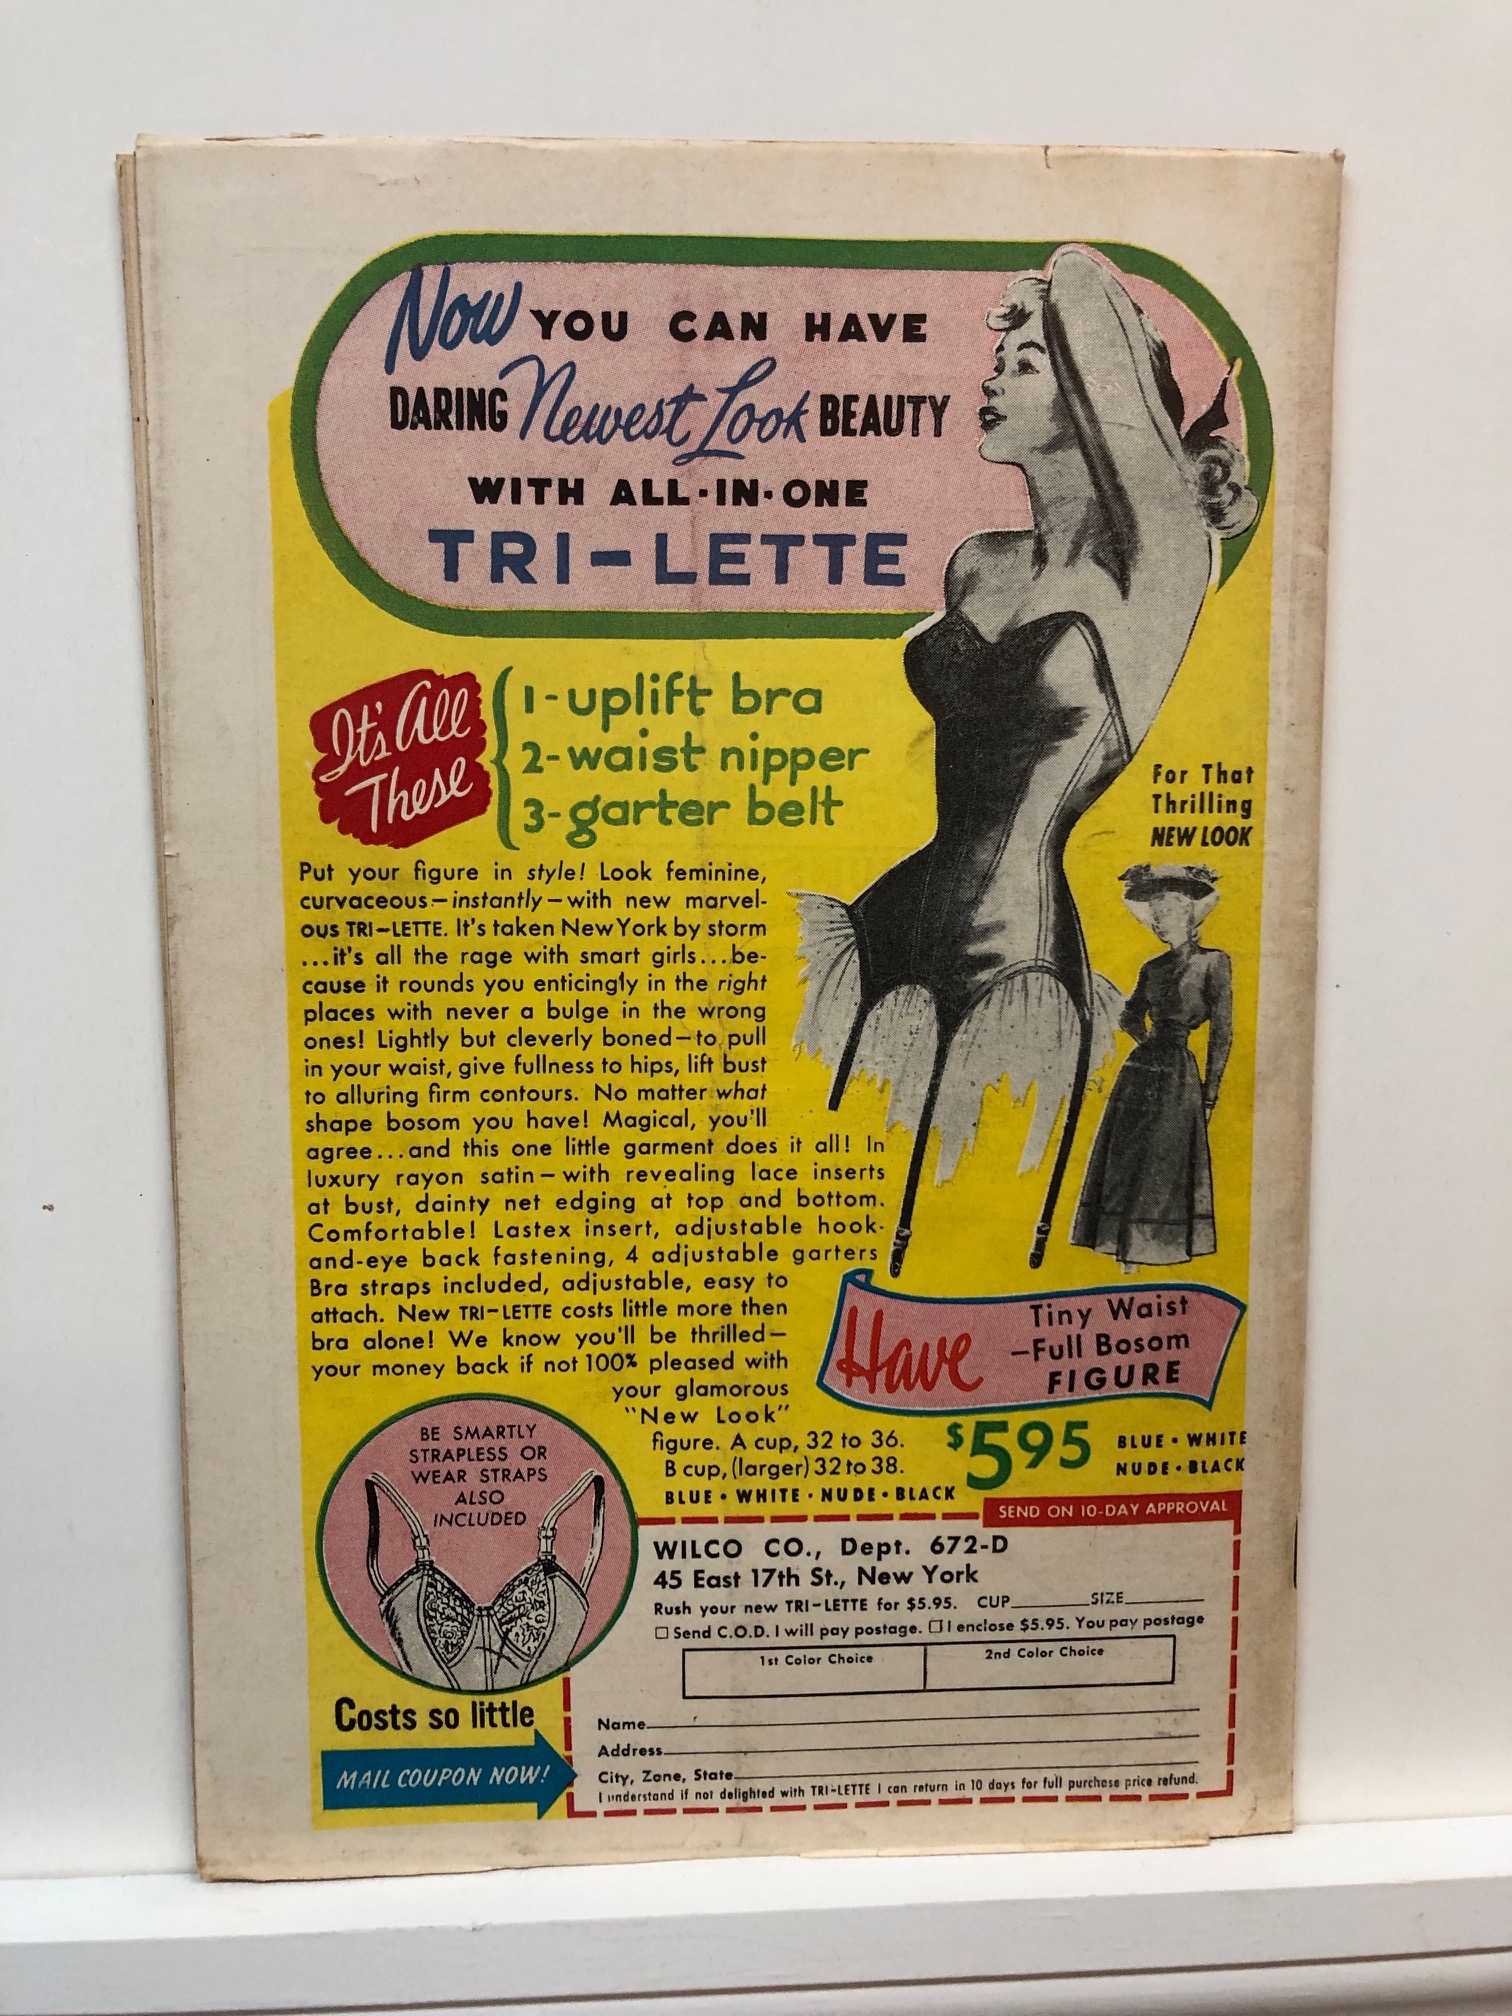 Now YOU CAN HAVE
DARING Newest Look BEAUTY
WITH ALL-IN-ONE
TRI-LETTE
It's All
These
1-uplift bra
2-waist nipper
3-garter belt
For That
Thrilling
NEW LOOK
Put your figure in style! Look feminine,
curvaceous—instantly—with new marvel-
ous TRI-LETTE. It's taken New York by storm
...it's all the rage with smart girls...be-
cause it rounds you enticingly in the right
places with never a bulge in the wrong
ones! Lightly but cleverly boned—to pull
in your waist, give fullness to hips, lift bust
to alluring firm contours. No matter what
shape bosom you have! Magical, you'll
agree...and this one little garment does it all! In
luxury rayon satin—with revealing lace inserts
at bust, dainty net edging at top and bottom.
Comfortable! Lastex insert, adjustable hook-
and-eye back fastening, 4 adjustable garters
Bra straps included, adjustable, easy to
attach. New TRI-LETTE costs little more then
bra alone! We know you'll be thrilled—
your money back if not 100% pleased with
your glamorous
"New Look"
figure. A cup, 32 to 36.
B cup, (larger) 32 to 38.
BLUE • WHITE • NUDE • BLACK
Have
Tiny Waist
—Full Bosom
FIGURE
$5.95
BLUE • WHITE
NUDE • BLACK
BE SMARTLY
STRAPLESS OR
WEAR STRAPS
ALSO
INCLUDED
Costs so little
MAIL COUPON NOW!
SEND ON 10-DAY APPROVAL
WILCO CO., Dept. 672-D
45 East 17th St., New York
Rush your new TRI-LETTE for $5.95. CUP______SIZE______
☐ Send C.O.D. I will pay postage. ☐ I enclose $5.95. You pay postage
1st Color Choice
2nd Color Choice
Name
Address
City, Zone, State
I understand if not delighted with TRI-LETTE I can return in 10 days for full purchase price refund.